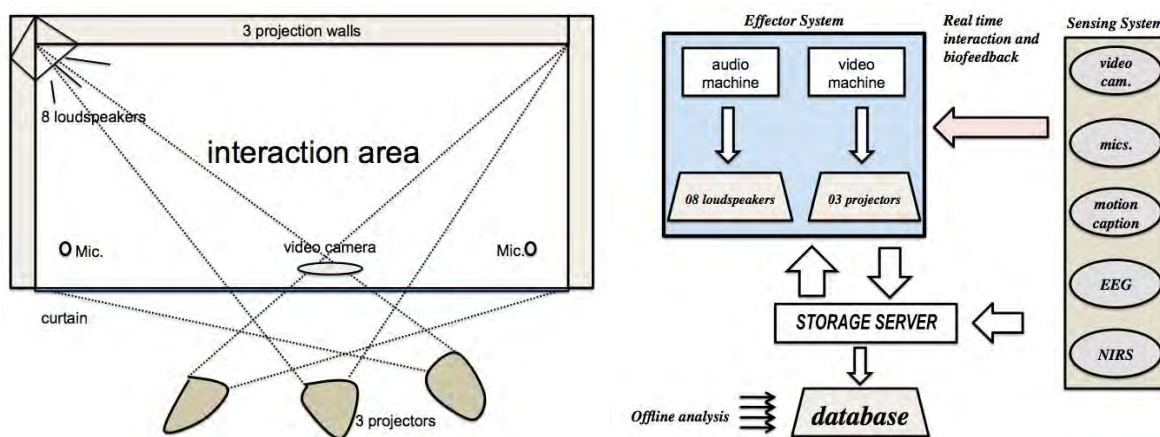 3 projection walls
8 loudspeakers
interaction area
Mic.
video camera
Mic.
curtain
3 projectors
Effector System
audio
machine
video
machine
08 loudspeakers
03 projectors
Real time
interaction and
biofeedback
Sensing System
video
cam.
mics.
motion
caption
EEG
NIRS
STORAGE SERVER
Offline analysis
database